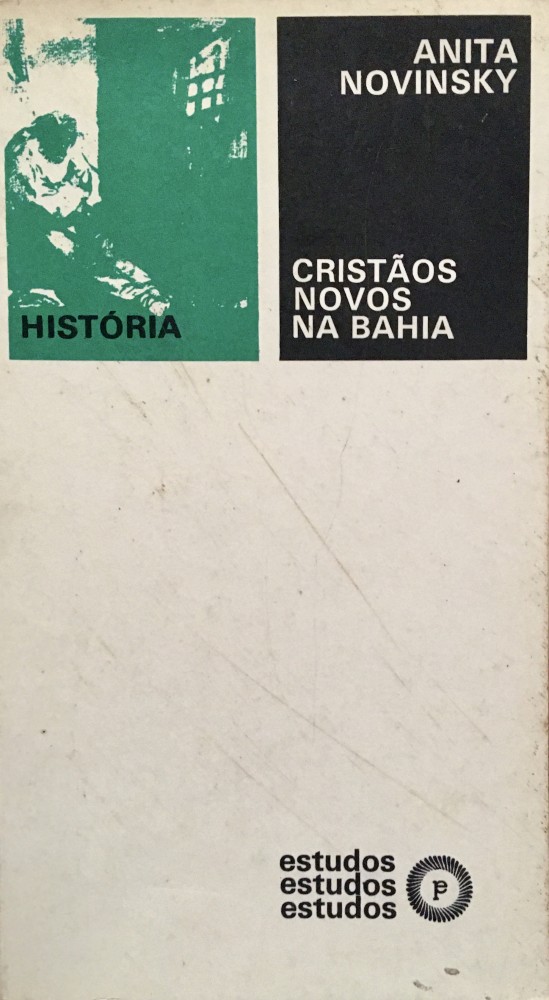 ANITA
NOVINSKY
CRISTÃOS
NOVOS
NA BAHIA
HISTÓRIA
estudos
estudos
estudos